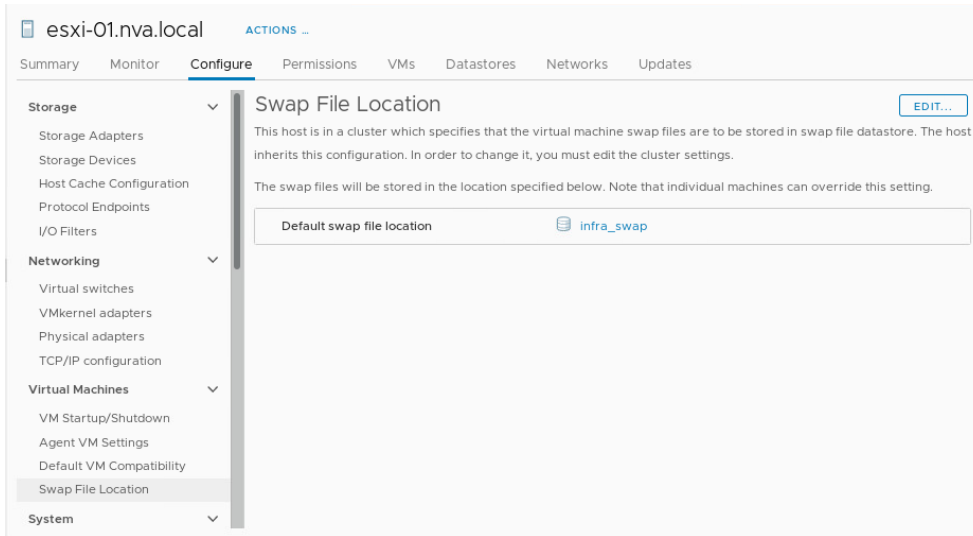 esxi-01.nva.local
ACTIONS ...
Summary Monitor Configure Permissions VMs Datastores Networks Updates
Storage
Storage Adapters
Storage Devices
Host Cache Configuration
Protocol Endpoints
I/O Filters
Networking
Virtual switches
VMkernel adapters
Physical adapters
TCP/IP configuration
Virtual Machines
VM Startup/Shutdown
Agent VM Settings
Default VM Compatibility
Swap File Location
System
Swap File Location
EDIT...
This host is in a cluster which specifies that the virtual machine swap files are to be stored in swap file datastore. The host
inherits this configuration. In order to change it, you must edit the cluster settings.
The swap files will be stored in the location specified below. Note that individual machines can override this setting.
Default swap file location infra_swap